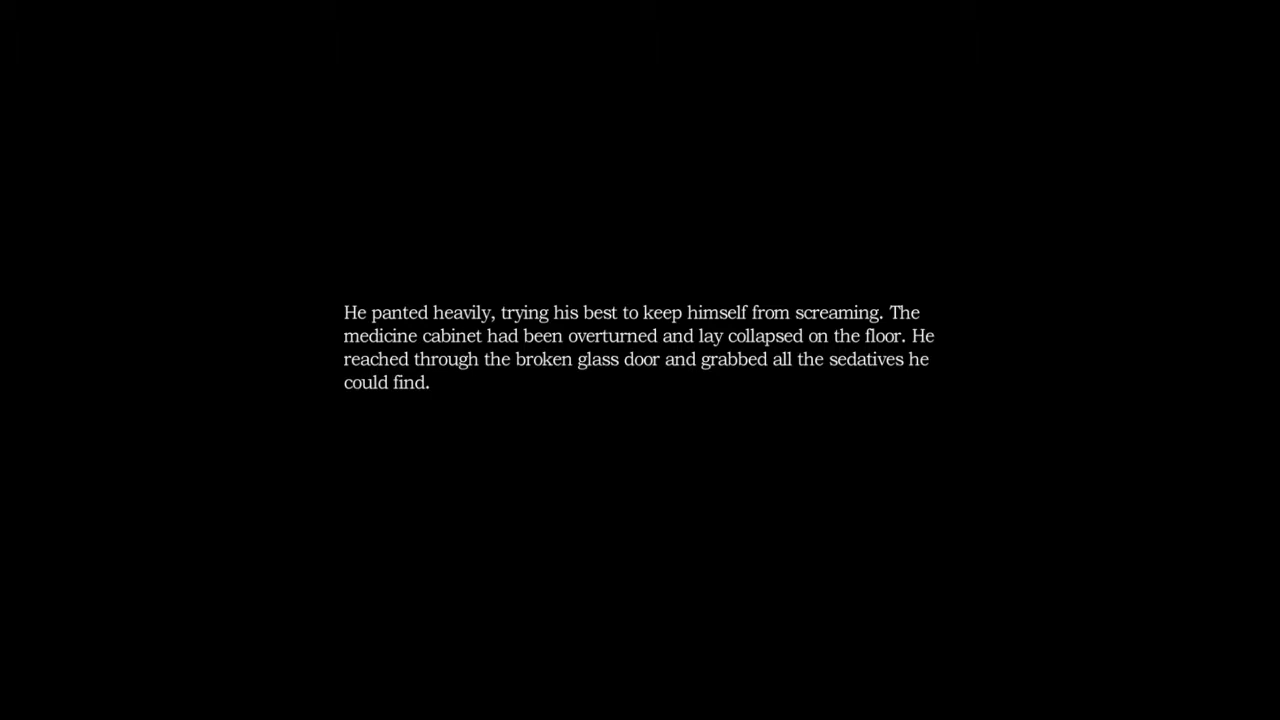 He panted heavily, trying his best to keep himself from screaming. The
medicine cabinet had been overturned and lay collapsed on the floor. He
reached through the broken glass door and grabbed all the sedatives he
could find.